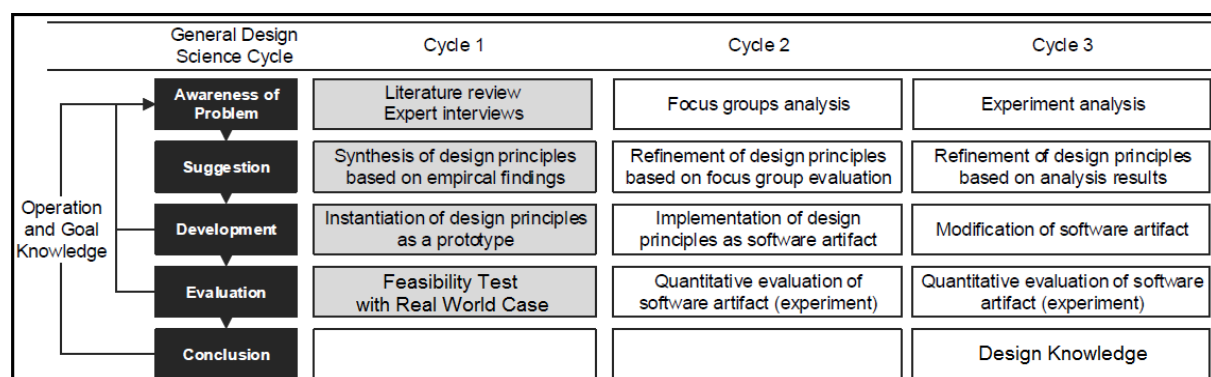 General Design
Science Cycle
Cycle 1
Cycle 2
Cycle 3
Awareness of
Problem
Literature review
Expert interviews
Focus groups analysis
Experiment analysis
Suggestion
Synthesis of design principles
based on empircal findings
Refinement of design principles
based on focus group evaluation
Refinement of design principles
based on analysis results
Operation
and Goal
Knowledge
Development
Instantiation of design principles
as a prototype
Implementation of design
principles as software artifact
Modification of software artifact
Evaluation
Feasibility Test
with Real World Case
Quantitative evaluation of
software artifact (experiment)
Quantitative evaluation of software
artifact (experiment)
Conclusion
Design Knowledge